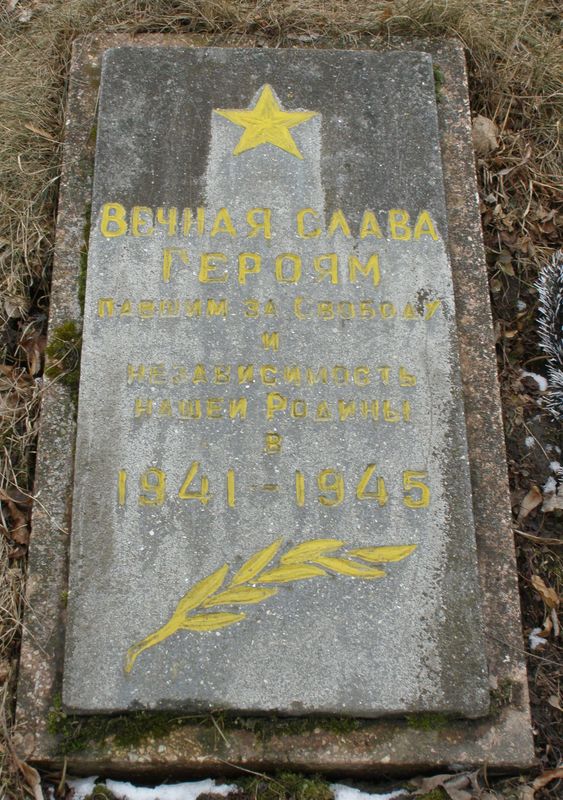 Вечная слава
Героям
павшим за Свободу
и
независимость
нашей Родины
в
1941-1945